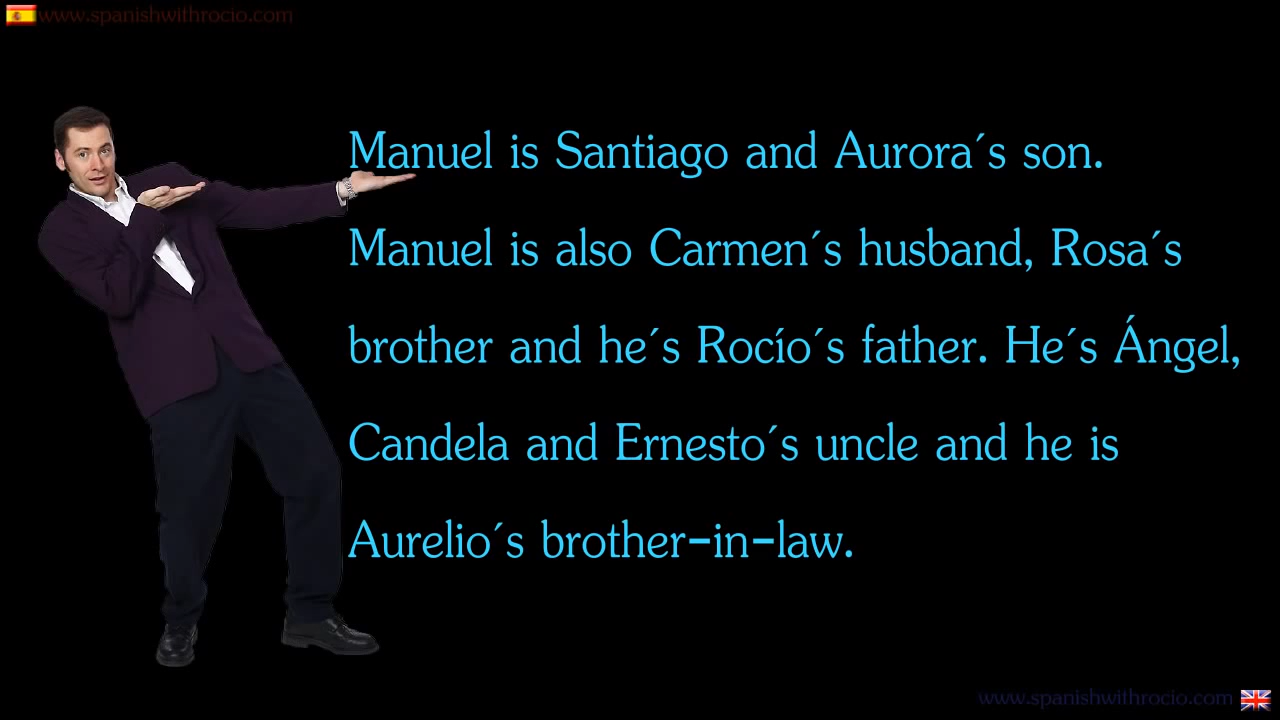 www.spanishwithrocio.com
Manuel is Santiago and Aurora´s son.
Manuel is also Carmen´s husband, Rosa´s
brother and he´s Rocío´s father. He´s Ángel,
Candela and Ernesto´s uncle and he is
Aurelio´s brother-in-law.
www.spanishwithrocio.com